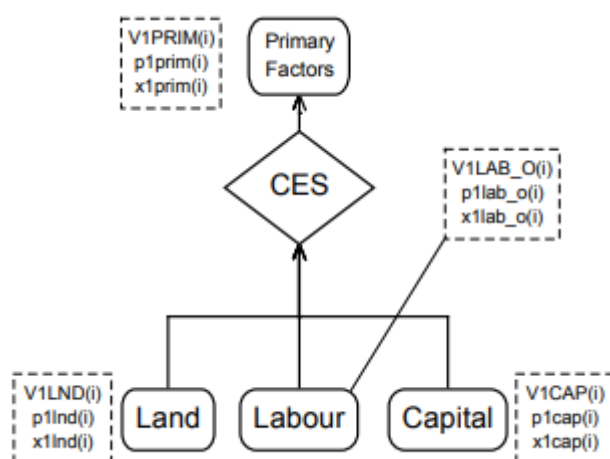 V1PRIM(i)
p1prim(i)
x1prim(i)
Primary
Factors
CES
V1LAB_O(i)
p1lab_o(i)
x1lab_o(i)
V1LND(i)
p1lnd(i)
x1lnd(i)
Land
Labour
Capital
V1CAP(i)
p1cap(i)
x1cap(i)